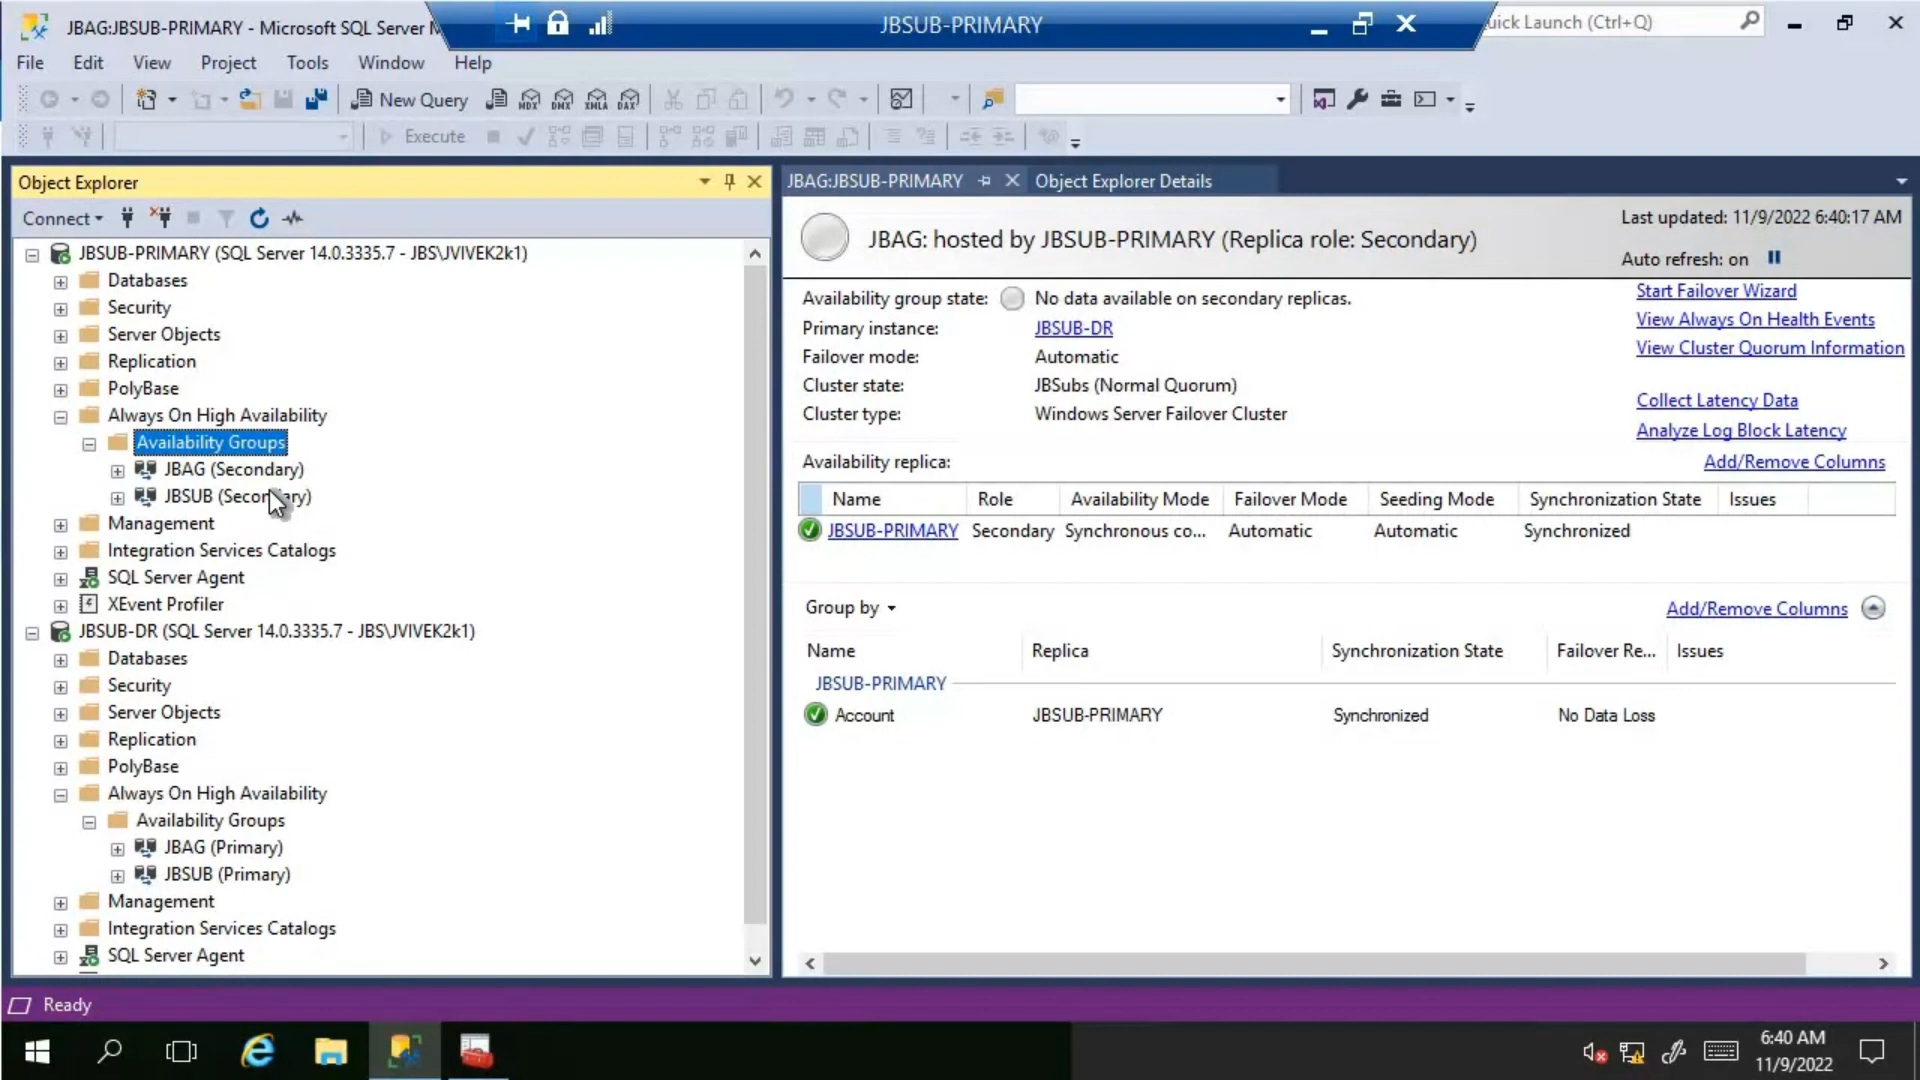 JBAG:JBSUB-PRIMARY - Microsoft SQL Server M
JBSUB-PRIMARY
uick Launch (Ctrl+Q)
File Edit View Project Tools Window Help
New Query MDX DMX XMLA DAX
Execute
Object Explorer
Connect
JBSUB-PRIMARY (SQL Server 14.0.3335.7 - JBS\JVIVEK2k1)
Databases
Security
Server Objects
Replication
PolyBase
Always On High Availability
Availability Groups
JBAG (Secondary)
JBSUB (Secondary)
Management
Integration Services Catalogs
SQL Server Agent
XEvent Profiler
JBSUB-DR (SQL Server 14.0.3335.7 - JBS\JVIVEK2k1)
Databases
Security
Server Objects
Replication
PolyBase
Always On High Availability
Availability Groups
JBAG (Primary)
JBSUB (Primary)
Management
Integration Services Catalogs
SQL Server Agent
JBAG:JBSUB-PRIMARY Object Explorer Details
JBAG: hosted by JBSUB-PRIMARY (Replica role: Secondary)
Last updated: 11/9/2022 6:40:17 AM
Auto refresh: on
Availability group state: No data available on secondary replicas.
Primary instance: JBSUB-DR
Failover mode: Automatic
Cluster state: JBSubs (Normal Quorum)
Cluster type: Windows Server Failover Cluster
Start Failover Wizard
View Always On Health Events
View Cluster Quorum Information
Collect Latency Data
Analyze Log Block Latency
Availability replica: Add/Remove Columns
Name Role Availability Mode Failover Mode Seeding Mode Synchronization State Issues
JBSUB-PRIMARY Secondary Synchronous co... Automatic Automatic Synchronized
Group by Add/Remove Columns
Name Replica Synchronization State Failover Re... Issues
JBSUB-PRIMARY
Account JBSUB-PRIMARY Synchronized No Data Loss
Ready
6:40 AM
11/9/2022